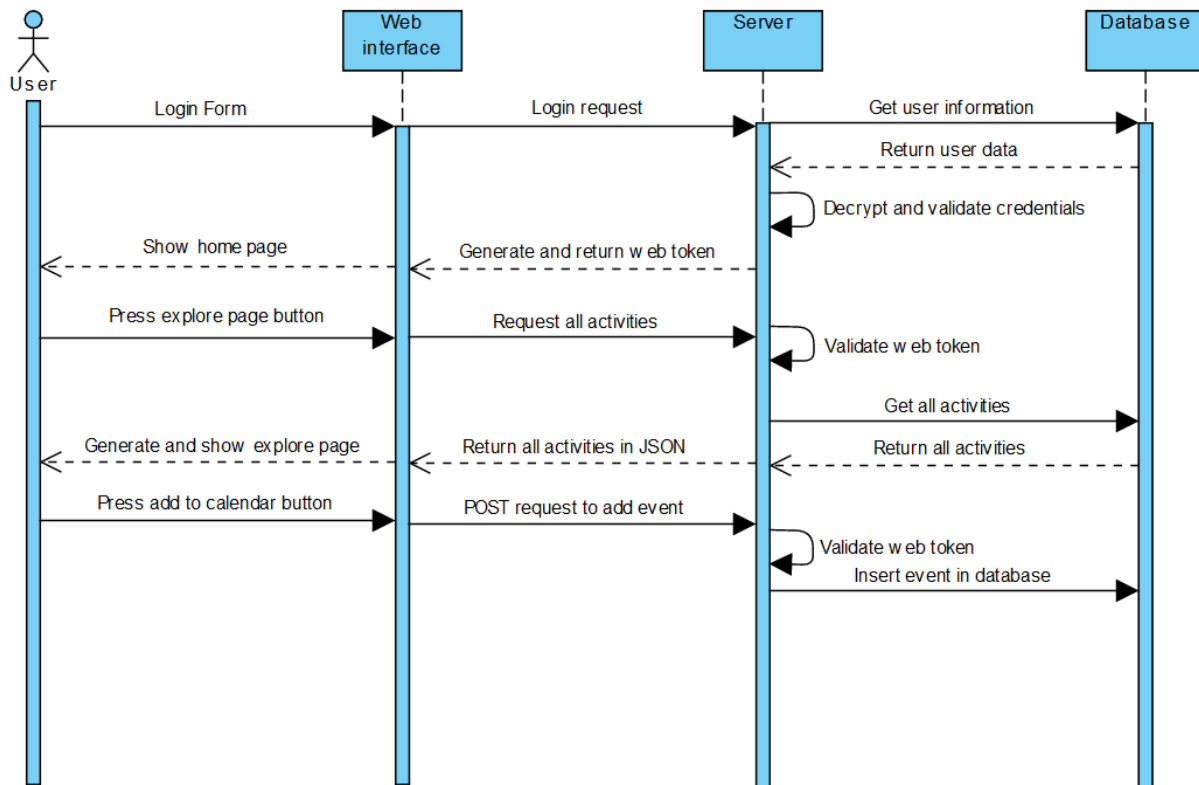 Web
interface
Server
Database
User
Login Form
Login request
Get user information
Return user data
Decrypt and validate credentials
Show home page
Generate and return web token
Press explore page button
Request all activities
Validate web token
Get all activities
Generate and show explore page
Return all activities in JSON
Return all activities
Press add to calendar button
POST request to add event
Validate web token
Insert event in database